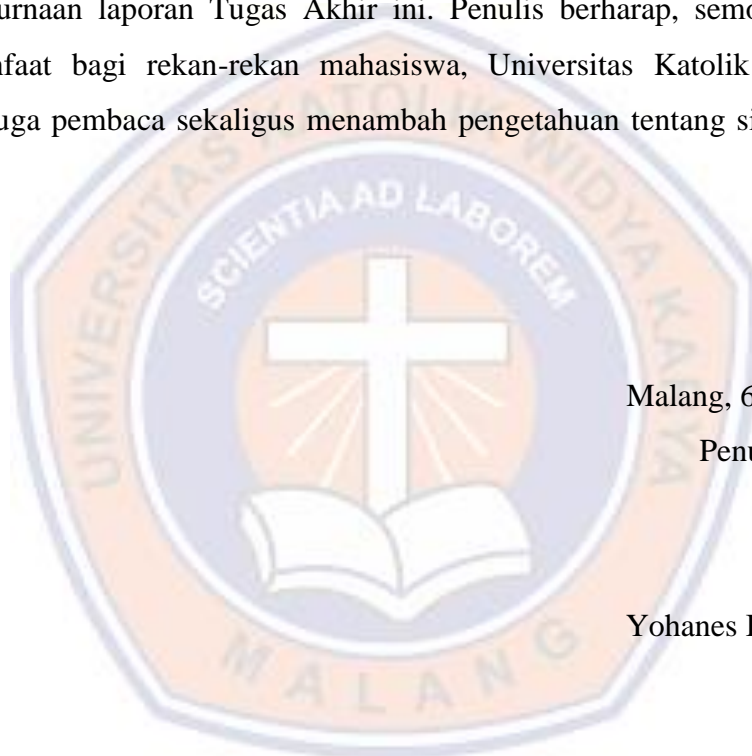 urnaan laporan Tugas Akhir ini. Penulis berharap, semo
nfaat bagi rekan-rekan mahasiswa, Universitas Katolik
uga pembaca sekaligus menambah pengetahuan tentang si
UNIVERSITAS KATOLIK WIDYA KARYA
SCIENTIA AD LABOREM
Malang, 6
Penu
Yohanes
MALANG